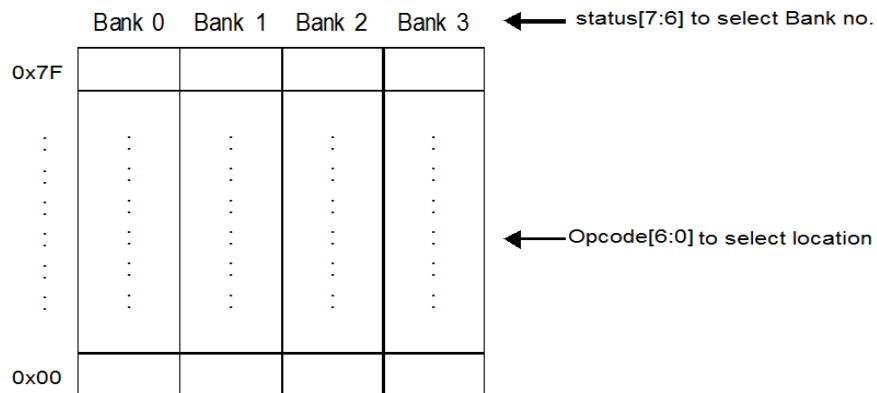 Bank 0 Bank 1 Bank 2 Bank 3 status[7:6] to select Bank no.
0x7F
Opcode[6:0] to select location
0x00